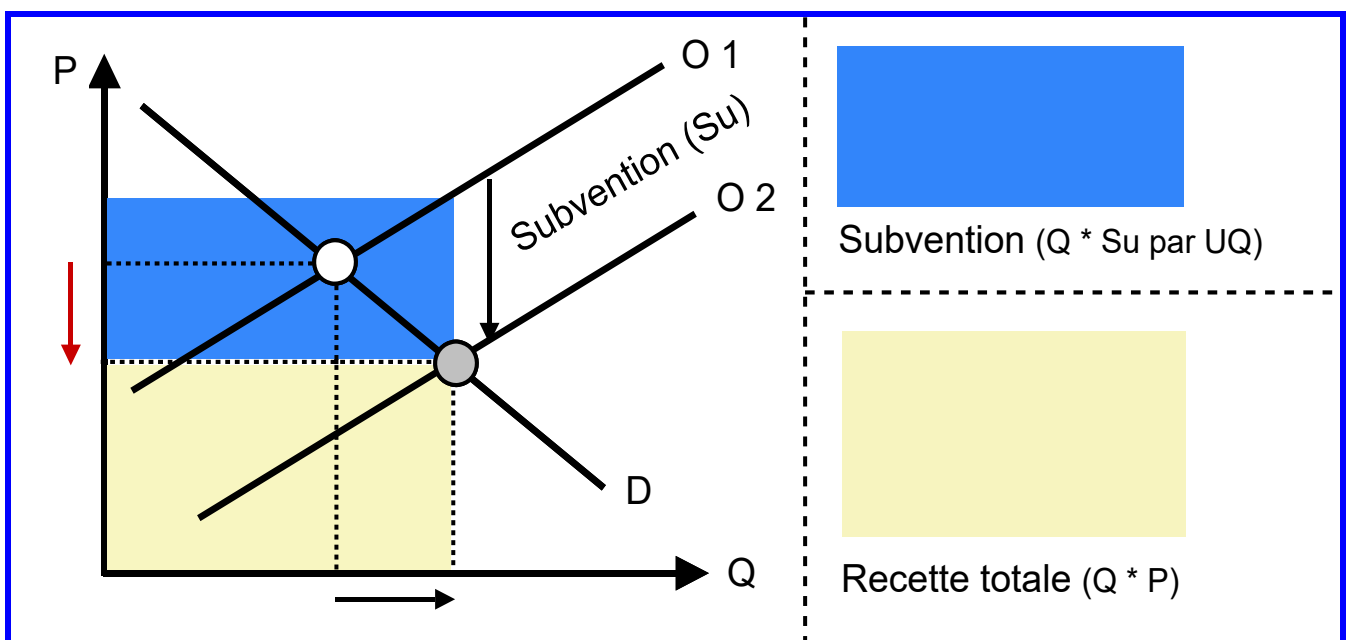 P
O 1
Subvention (Su)
O 2
D
Q
Subvention (Q * Su par UQ)
Recette totale (Q * P)